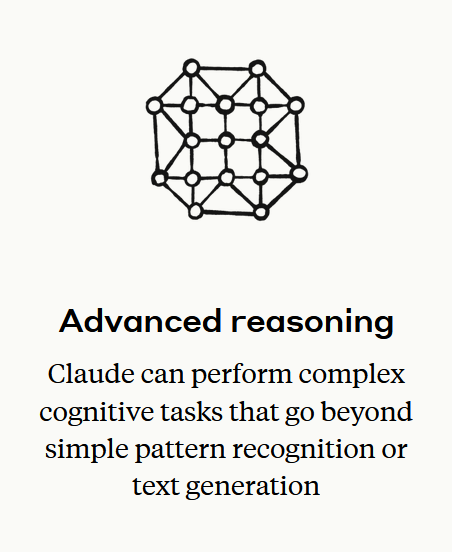 Advanced reasoning
Claude can perform complex
cognitive tasks that go beyond
simple pattern recognition or
text generation